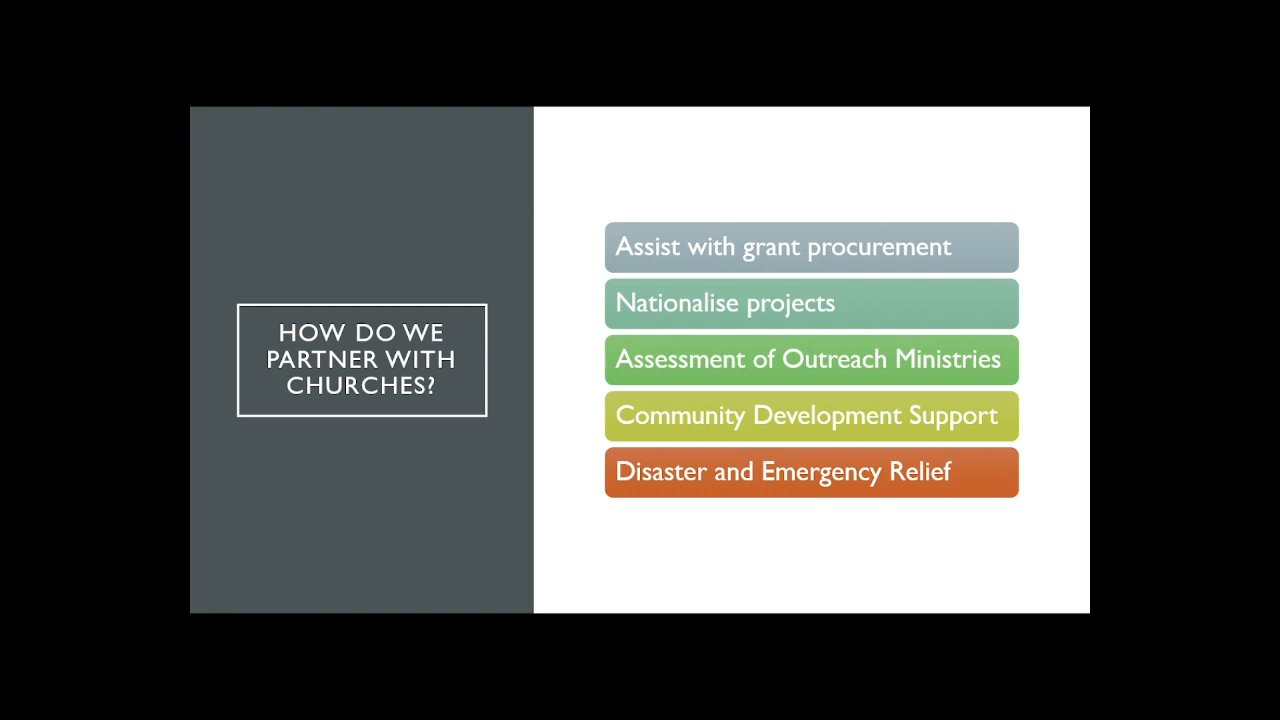 HOW DO WE
PARTNER WITH
CHURCHES?
Assist with grant procurement
Nationalise projects
Assessment of Outreach Ministries
Community Development Support
Disaster and Emergency Relief